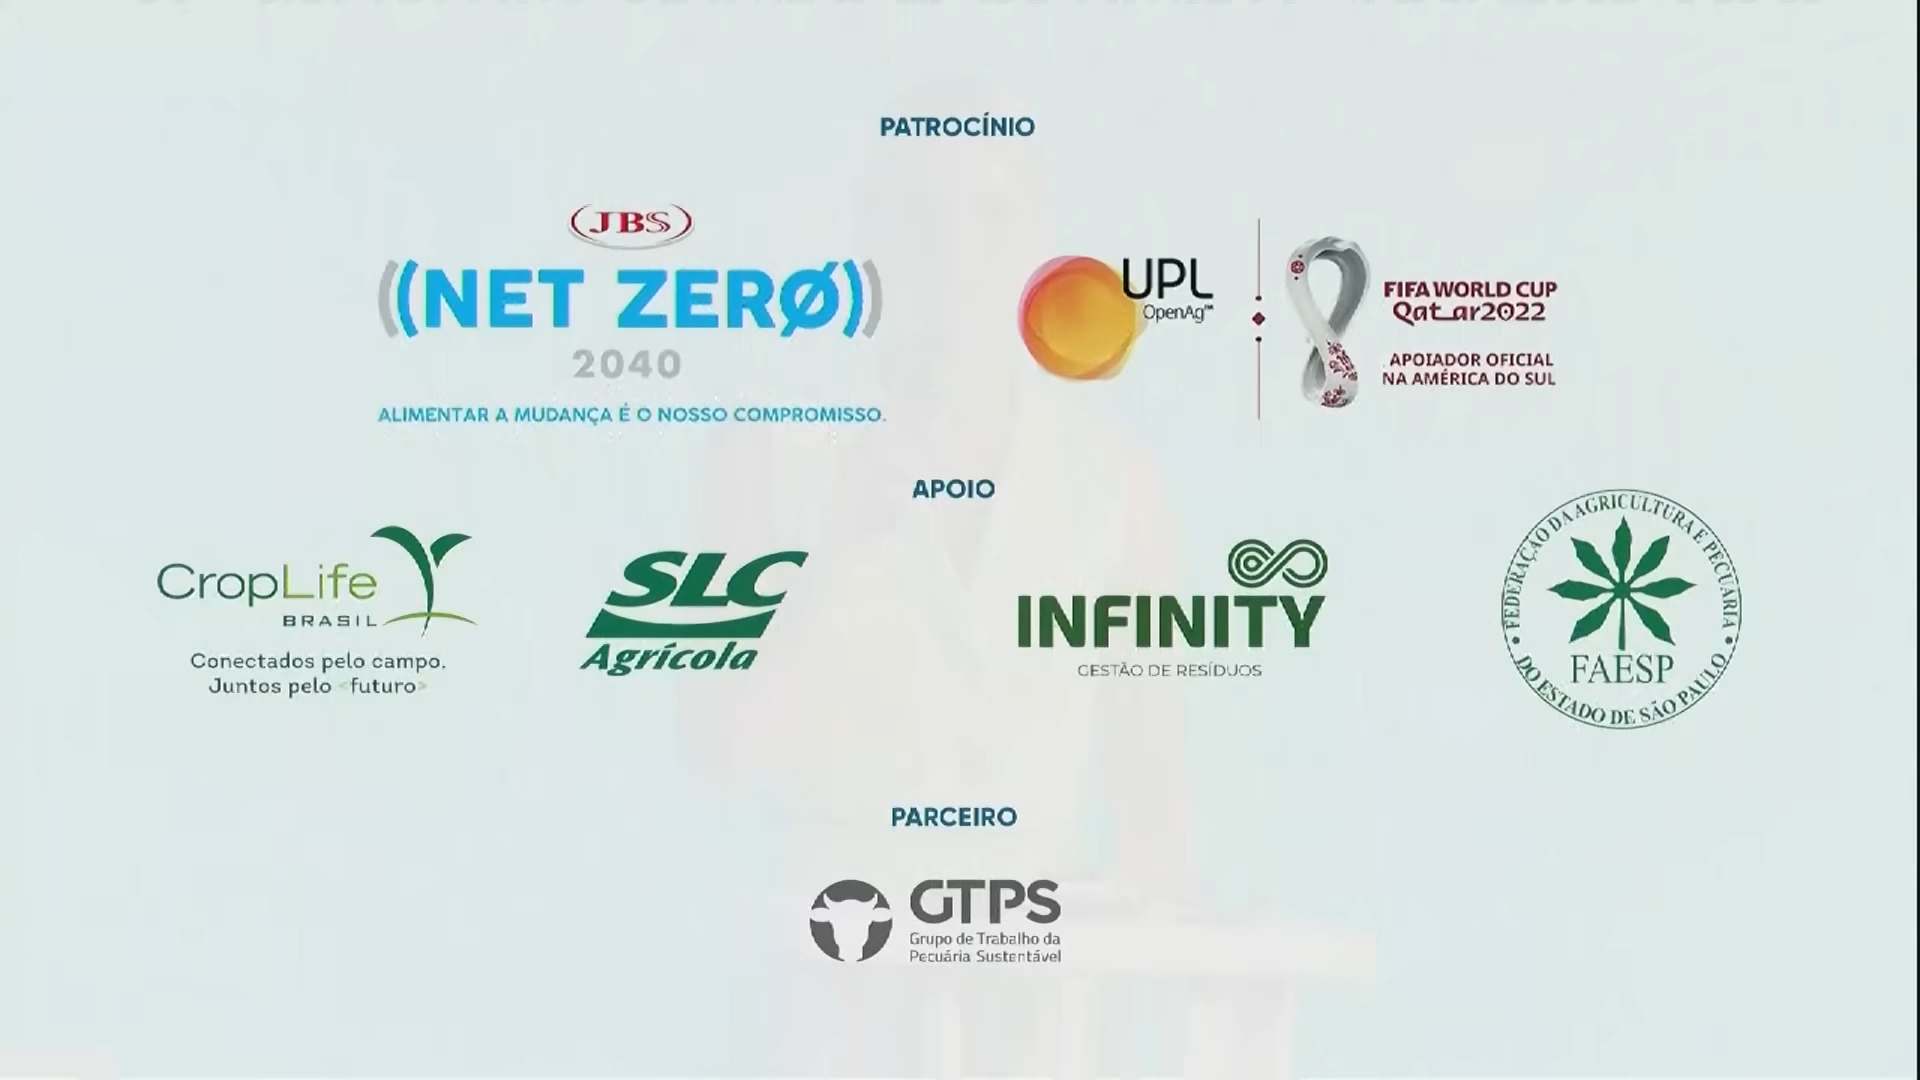 PATROCÍNIO
JBS
NET ZERØ
2040
ALIMENTAR A MUDANÇA É O NOSSO COMPROMISSO.
UPL
OpenAg™
FIFA WORLD CUP
Qatar2022
APOIADOR OFICIAL
NA AMÉRICA DO SUL
APOIO
CropLife
BRASIL
Conectados pelo campo.
Juntos pelo <futuro>
SLC
Agrícola
INFINITY
GESTÃO DE RESÍDUOS
FEDERAÇÃO DA AGRICULTURA E PECUÁRIA
FAESP
DO ESTADO DE SÃO PAULO
PARCEIRO
GTPS
Grupo de Trabalho da
Pecuária Sustentável